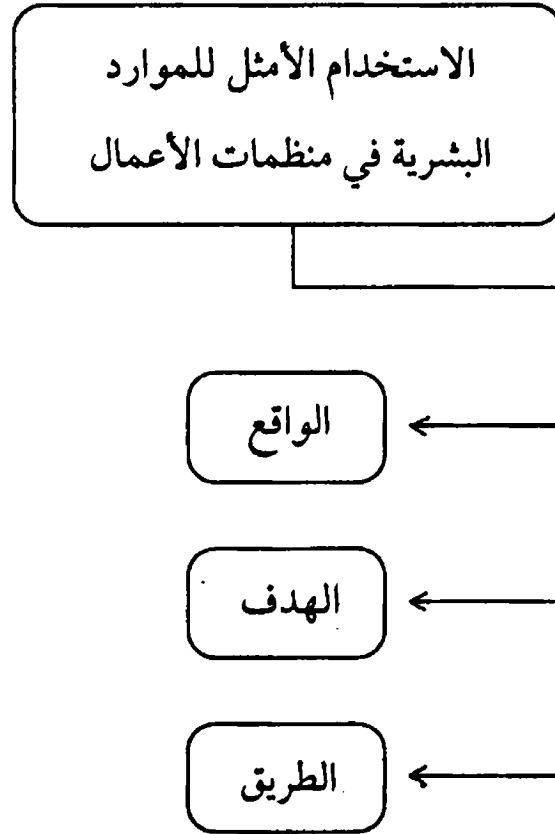 الاستخدام الأمثل للموارد
البشرية في منظمات الأعمال
الواقع
الهدف
الطريق